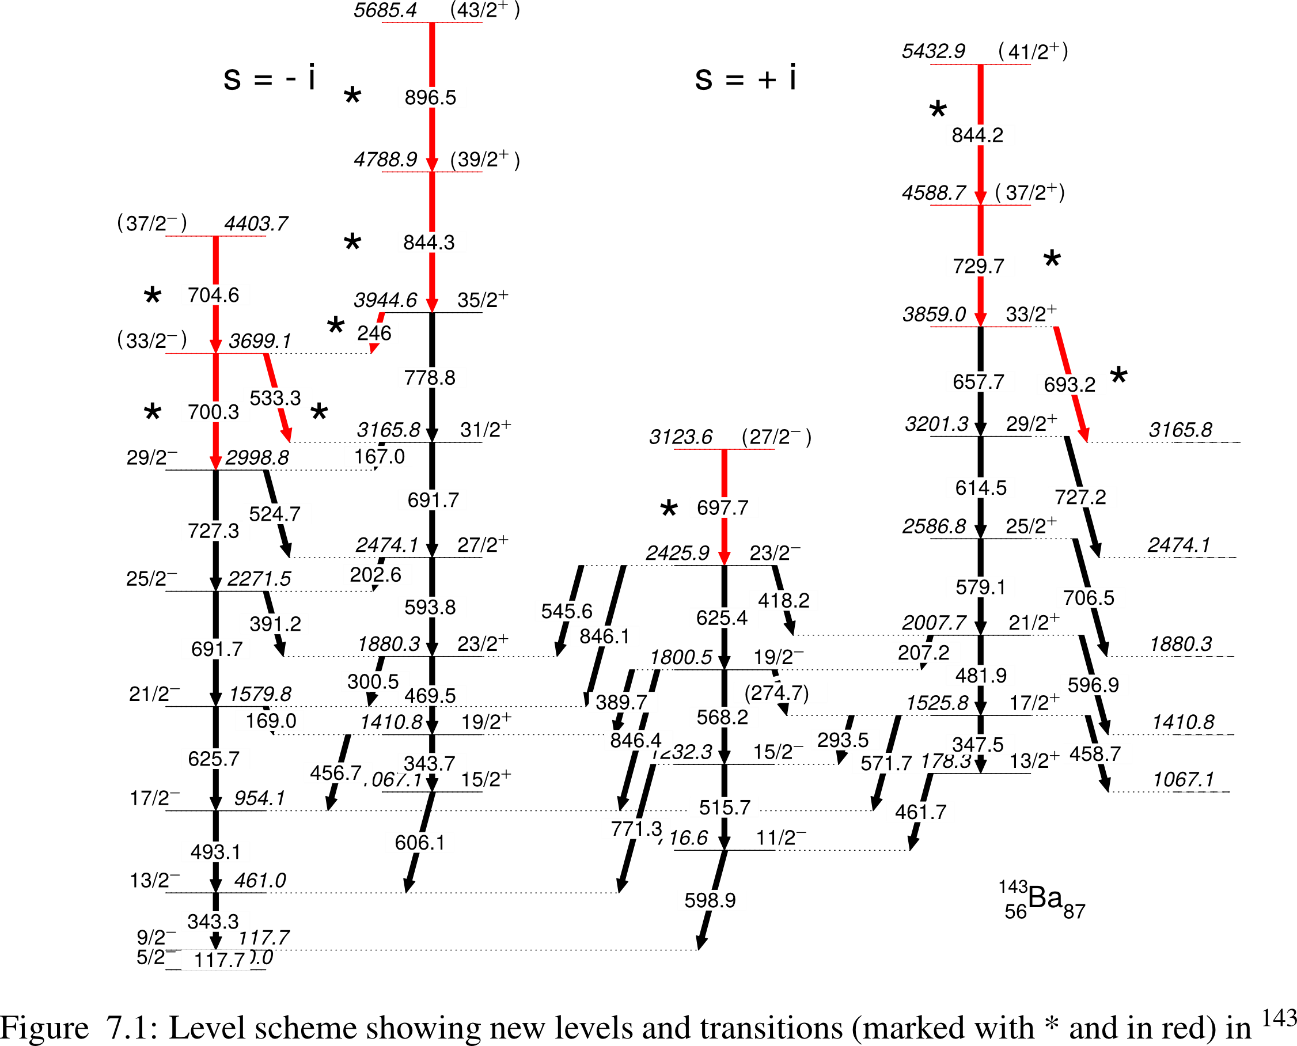 5685.4 (43/2+)
s = - i
s = + i
5432.9 (41/2+)
* 896.5
*
844.2
4788.9 (39/2+)
4588.7 (37/2+)
(37/2−) 4403.7
* 844.3
729.7 *
* 704.6
3944.6 35/2+
3859.0 33/2+
* 246
(33/2−) 3699.1
778.8
657.7 693.2 *
* 700.3 533.3 *
3165.8 31/2+
3123.6 (27/2−)
3201.3 29/2+ 3165.8
29/2− 2998.8 167.0
727.3 524.7 691.7
* 697.7
614.5 727.2
2474.1 27/2+
2425.9 23/2−
2586.8 25/2+ 2474.1
25/2− 2271.5 202.6
593.8 545.6 846.1 625.4 418.2
579.1 706.5
691.7 391.2
1880.3 23/2+
1800.5 19/2−
2007.7 21/2+ 1880.3
207.2
21/2− 1579.8 300.5 469.5
389.7 568.2 (274.7)
481.9 596.9
169.0 1410.8 19/2+
1525.8 17/2+ 1410.8
625.7 456.7 343.7
846.4 232.3 15/2−
293.5 571.7 347.5 458.7
067.1 15/2+
178.3 13/2+ 1067.1
17/2− 954.1
515.7
461.7
493.1 606.1
771.3 16.6 11/2−
13/2− 461.0
598.9
143
56Ba87
343.3
9/2− 117.7
5/2− 117.7 .0
Figure 7.1: Level scheme showing new levels and transitions (marked with * and in red) in 143